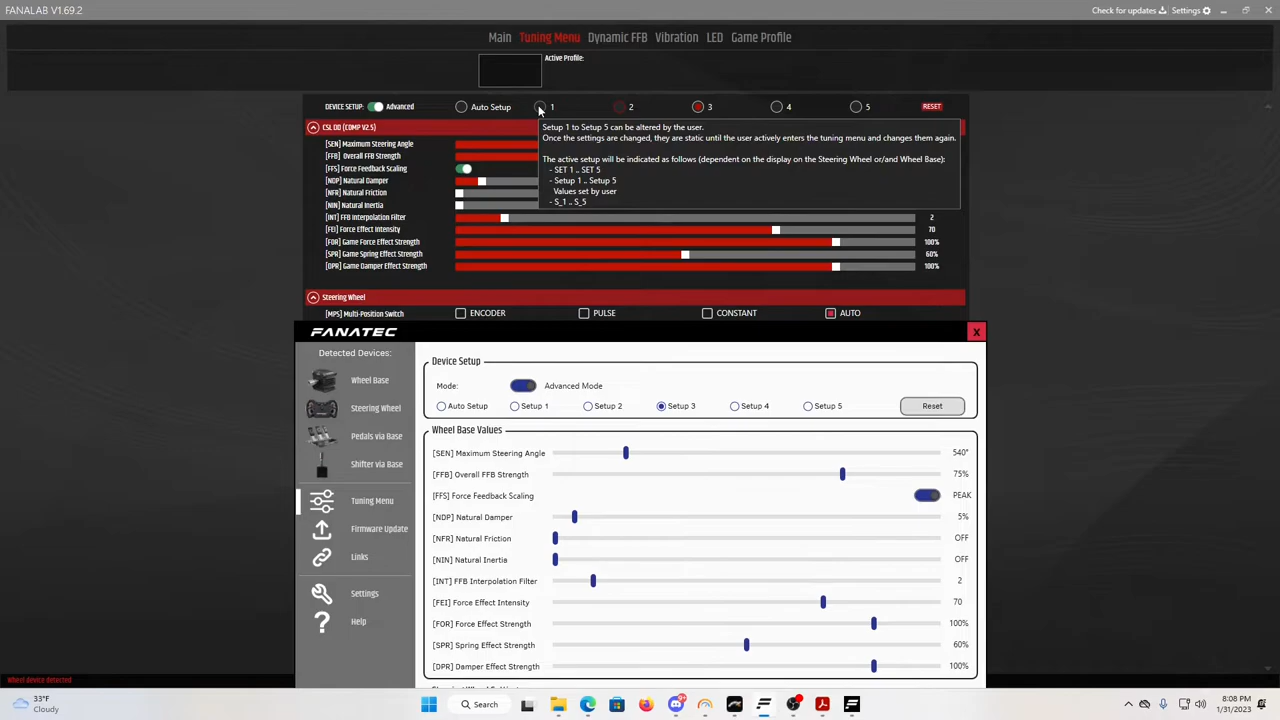 FANALAB V1.69.2
Check for updates Settings
Main Tuning Menu Dynamic FFB Vibration LED Game Profile
Active Profile:
DEVICE SETUP: Advanced Auto Setup 1 2 3 4 5 RESET
CSL DD (COMP V2.5)
Setup 1 to Setup 5 can be altered by the user.
Once the settings are changed, they are static until the user actively enters the tuning menu and changes them again.
The active setup will be indicated as follows (dependent on the display on the Steering Wheel or/and Wheel Base):
- SET 1 .. SET 5
- Setup 1 .. Setup 5
Values set by user
- S_1 .. S_5
[SEN] Maximum Steering Angle
[FFB] Overall FFB Strength
[FFS] Force Feedback Scaling
[NDP] Natural Damper
[NFR] Natural Friction
[NIN] Natural Inertia
[INT] FFB Interpolation Filter 2
[FEI] Force Effect Intensity 70
[FOR] Game Force Effect Strength 100%
[SPR] Game Spring Effect Strength 60%
[DPR] Game Damper Effect Strength 100%
Steering Wheel
[MPS] Multi-Position Switch ENCODER PULSE CONSTANT AUTO
FANATEC X
Detected Devices:
Wheel Base
Steering Wheel
Pedals via Base
Shifter via Base
Tuning Menu
Firmware Update
Links
Settings
Help
Device Setup
Mode: Advanced Mode
Auto Setup Setup 1 Setup 2 Setup 3 Setup 4 Setup 5 Reset
Wheel Base Values
[SEN] Maximum Steering Angle 540°
[FFB] Overall FFB Strength 75%
[FFS] Force Feedback Scaling PEAK
[NDP] Natural Damper 5%
[NFR] Natural Friction OFF
[NIN] Natural Inertia OFF
[INT] FFB Interpolation Filter 2
[FEI] Force Effect Intensity 70
[FOR] Force Effect Strength 100%
[SPR] Spring Effect Strength 60%
[DPR] Damper Effect Strength 100%
Wheel device detected
33°F
Cloudy
Search
8:08 PM
1/31/2023